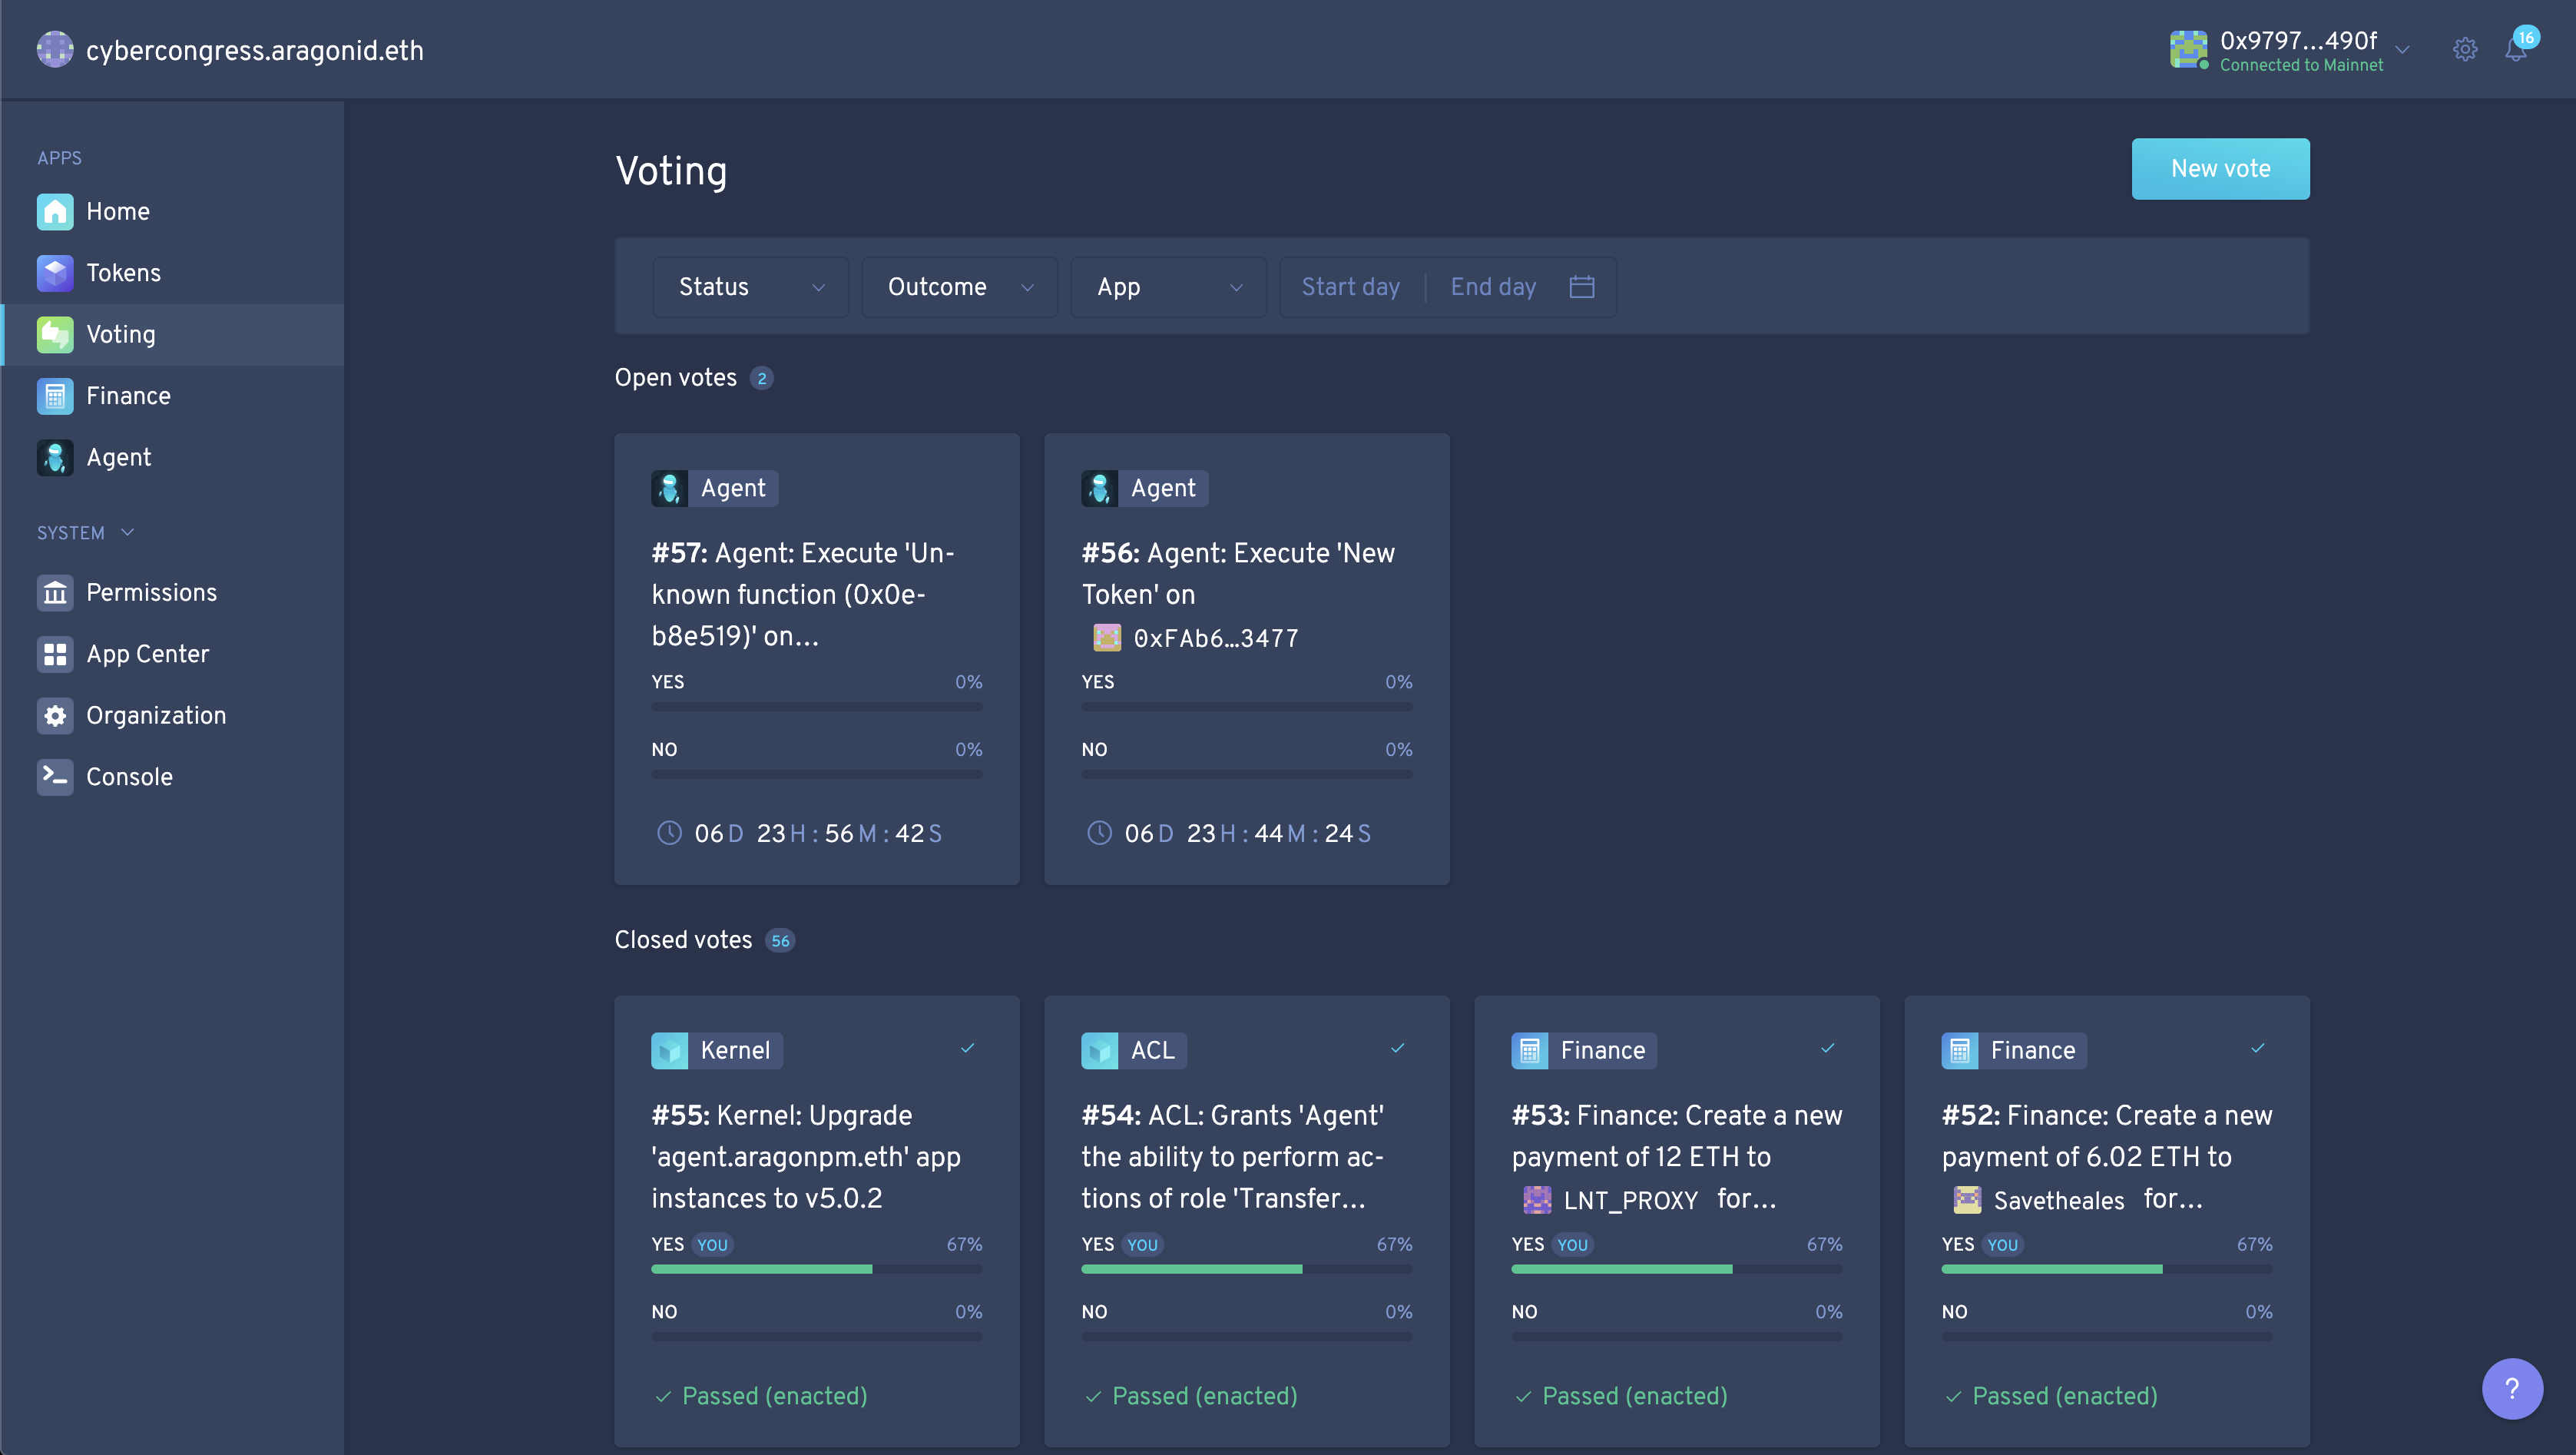 cybercongress.aragonid.eth
0x9797...490f
Connected to Mainnet
16
APPS
Home
Tokens
Voting
Finance
Agent
SYSTEM
Permissions
App Center
Organization
Console
Voting
New vote
Status
Outcome
App
Start day
End day
Open votes 2
Agent
#57: Agent: Execute 'Un-
known function (0x0e-
b8e519)' on...
YES 0%
NO 0%
06 D 23 H : 56 M : 42 S
Agent
#56: Agent: Execute 'New
Token' on
0xFAb6...3477
YES 0%
NO 0%
06 D 23 H : 44 M : 24 S
Closed votes 56
Kernel
#55: Kernel: Upgrade
'agent.aragonpm.eth' app
instances to v5.0.2
YES YOU 67%
NO 0%
Passed (enacted)
ACL
#54: ACL: Grants 'Agent'
the ability to perform ac-
tions of role 'Transfer...
YES YOU 67%
NO 0%
Passed (enacted)
Finance
#53: Finance: Create a new
payment of 12 ETH to
LNT_PROXY for...
YES YOU 67%
NO 0%
Passed (enacted)
Finance
#52: Finance: Create a new
payment of 6.02 ETH to
Savetheales for...
YES YOU 67%
NO 0%
Passed (enacted)
?